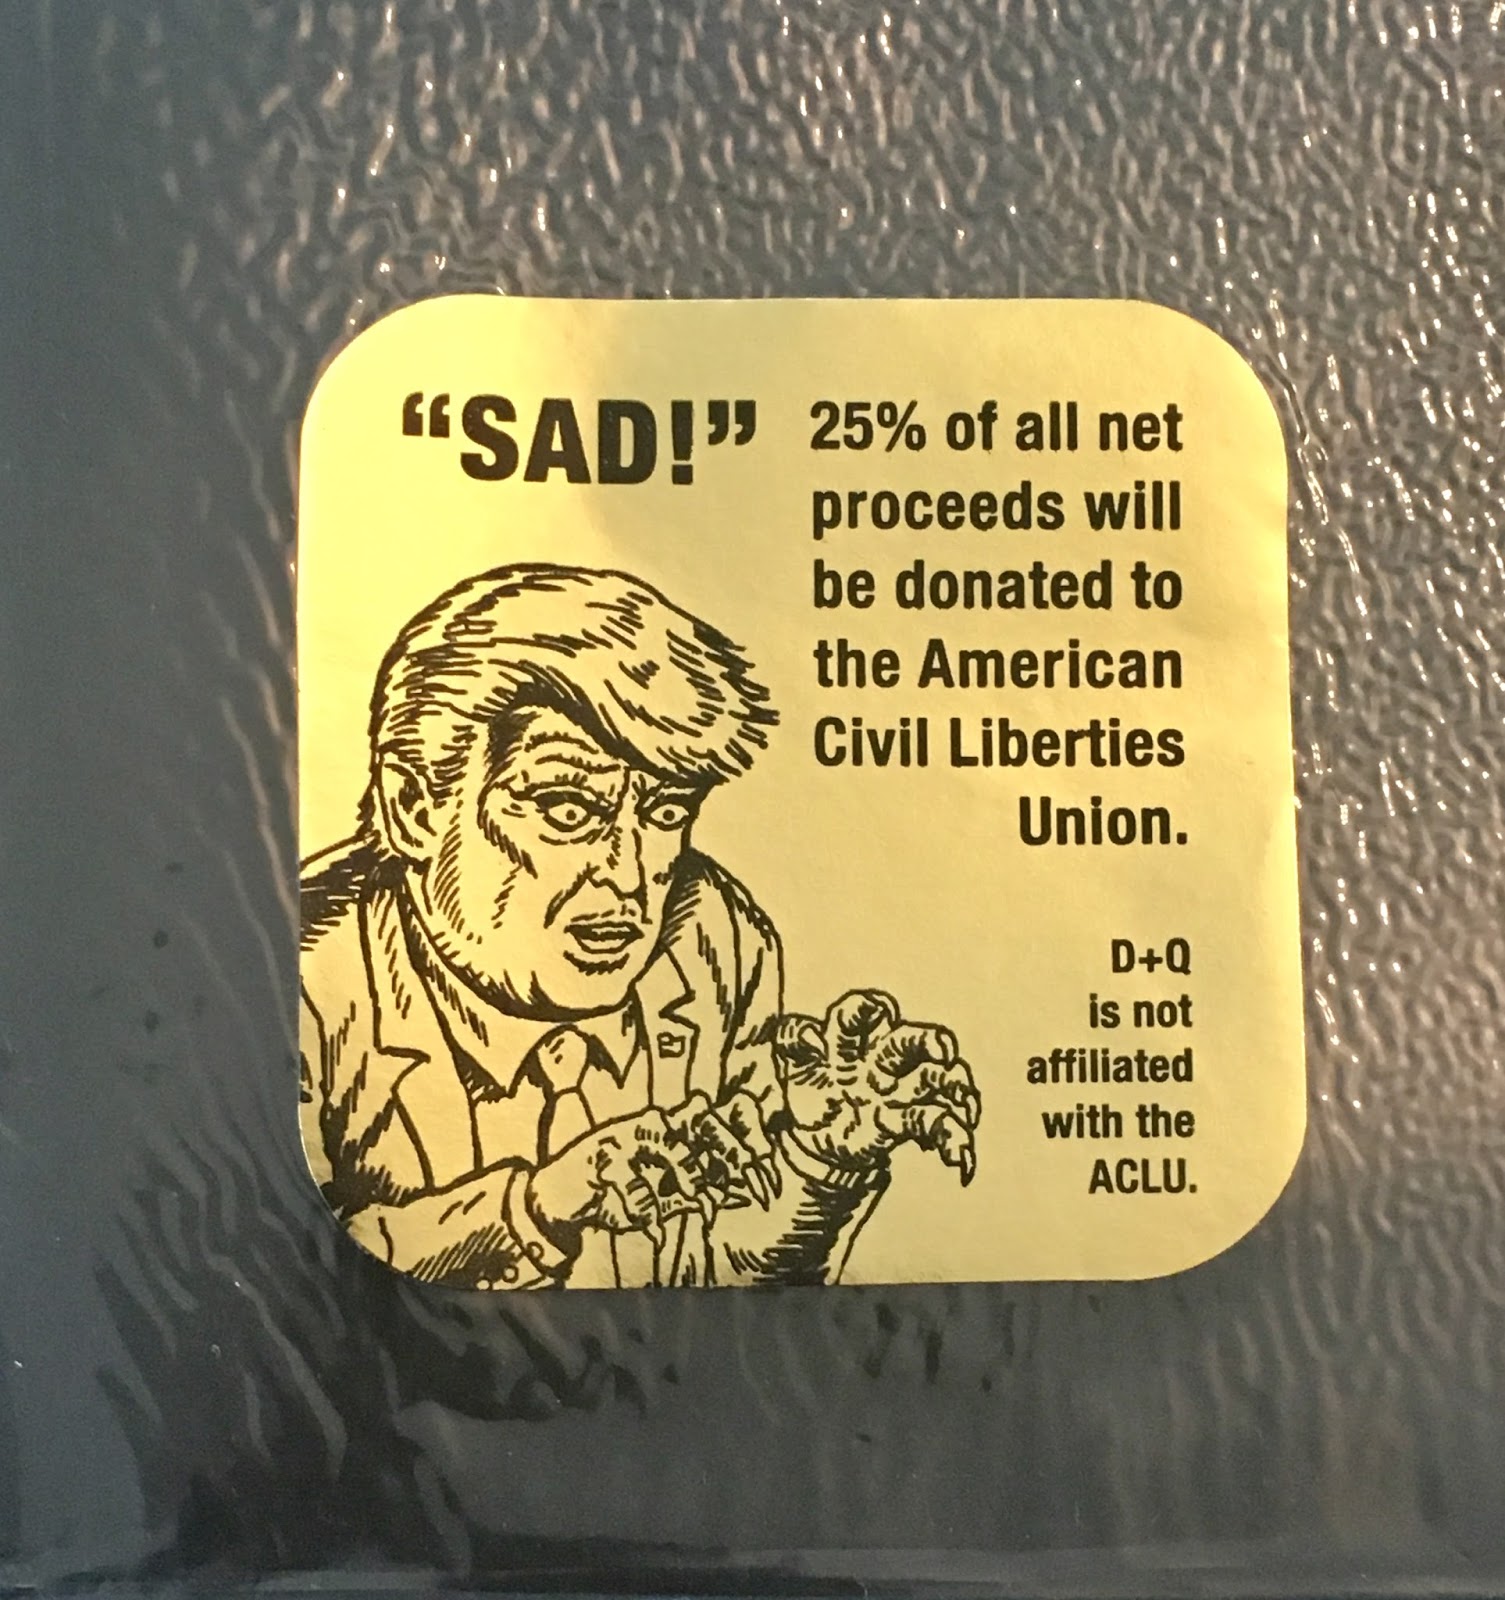 “SAD!”
25% of all net
proceeds will
be donated to
the American
Civil Liberties
Union.
D+Q
is not
affiliated
with the
ACLU.